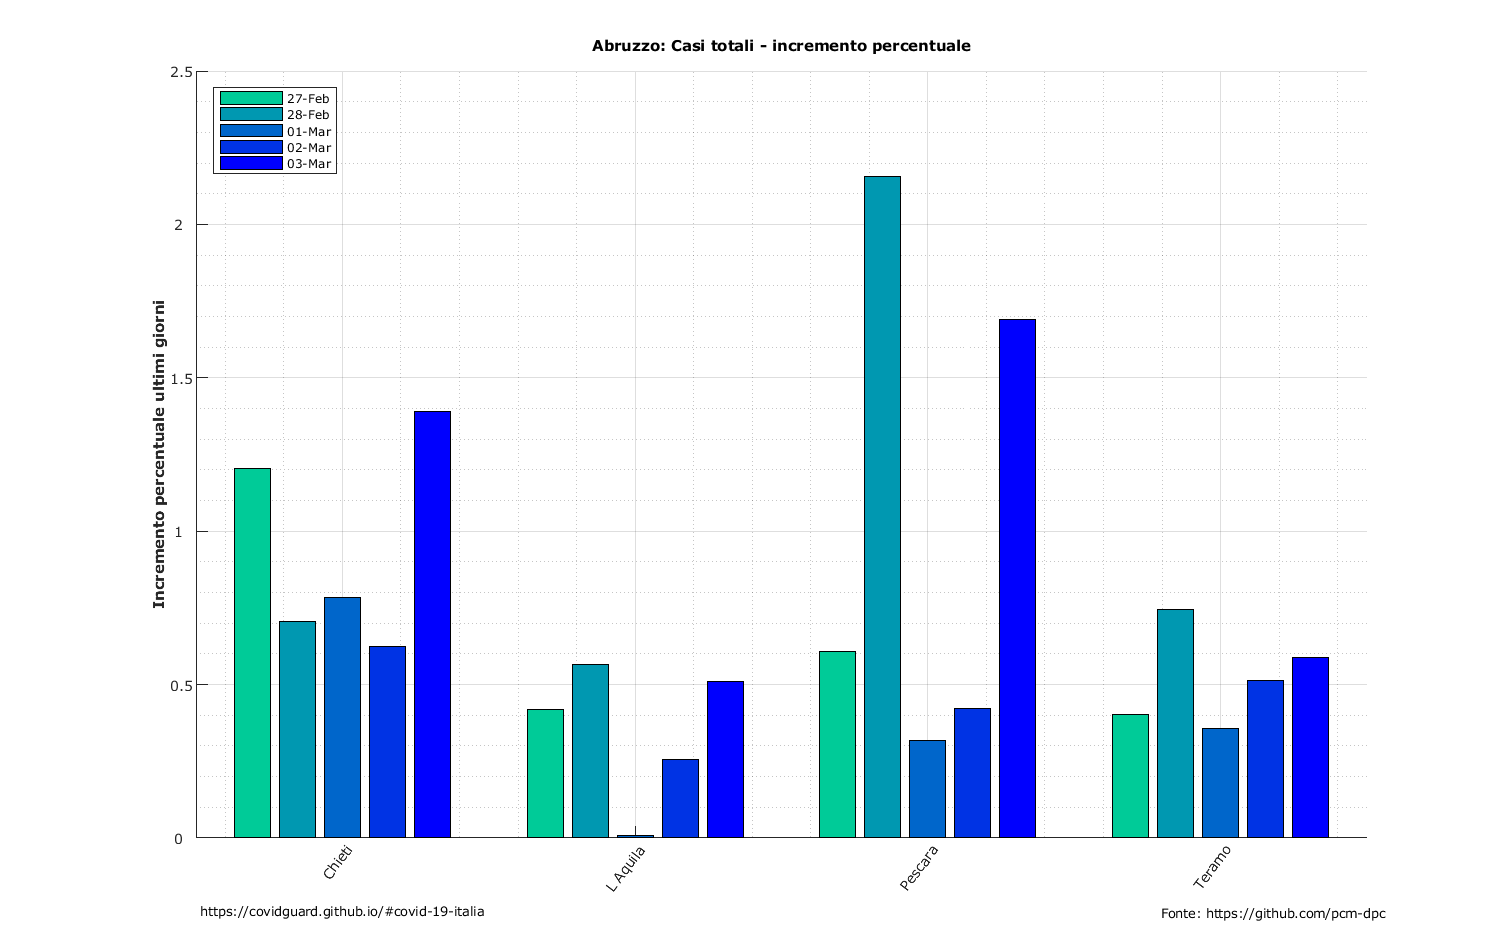 Abruzzo: Casi totali - incremento percentuale
2.5
2
1.5
1
0.5
0
Incremento percentuale ultimi giorni
27-Feb
28-Feb
01-Mar
02-Mar
03-Mar
Chieti
L Aquila
Pescara
Teramo
https://covidguard.github.io/#covid-19-italia
Fonte: https://github.com/pcm-dpc